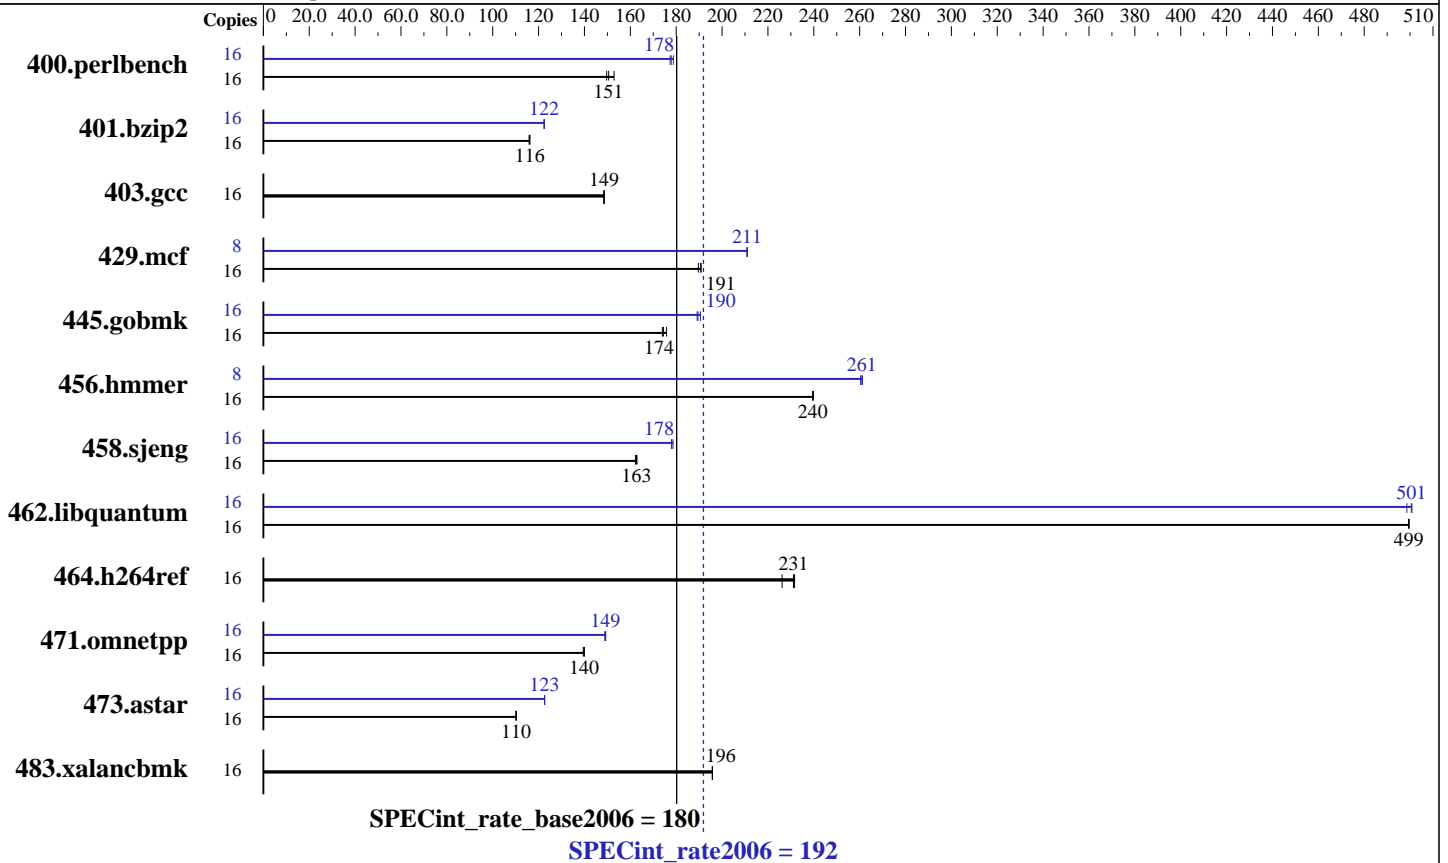 Copies 0 20.0 40.0 60.0 80.0 100 120 140 160 180 200 220 240 260 280 300 320 340 360 380 400 420 440 460 480 510
400.perlbench 16 178
16 151
401.bzip2 16 122
16 116
403.gcc 16 149
429.mcf 8 211
16 191
445.gobmk 16 190
16 174
456.hmmer 8 261
16 240
458.sjeng 16 178
16 163
462.libquantum 16 501
16 499
464.h264ref 16 231
471.omnetpp 16 149
16 140
473.astar 16 123
16 110
483.xalancbmk 16 196
SPECint_rate_base2006 = 180
SPECint_rate2006 = 192